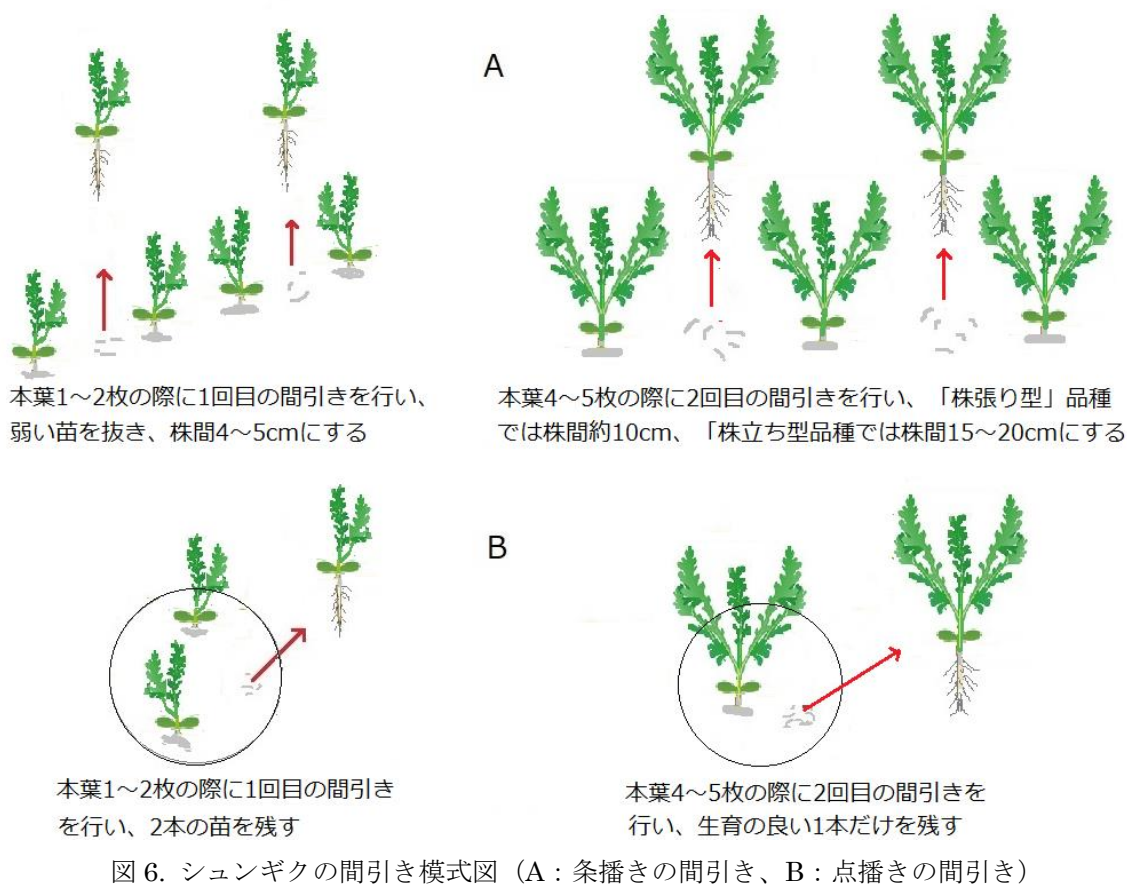 A
本葉1～2枚の際に1回目の間引きを行い、
弱い苗を抜き、株間4～5cmにする
本葉4～5枚の際に2回目の間引きを行い、「株張り型」品種
では株間約10cm、「株立ち型品種では株間15～20cmにする
B
本葉1～2枚の際に1回目の間引き
を行い、2本の苗を残す
本葉4～5枚の際に2回目の間引きを
行い、生育の良い1本だけを残す
図 6. シュンギクの間引き模式図（A：条播きの間引き、B：点播きの間引き）